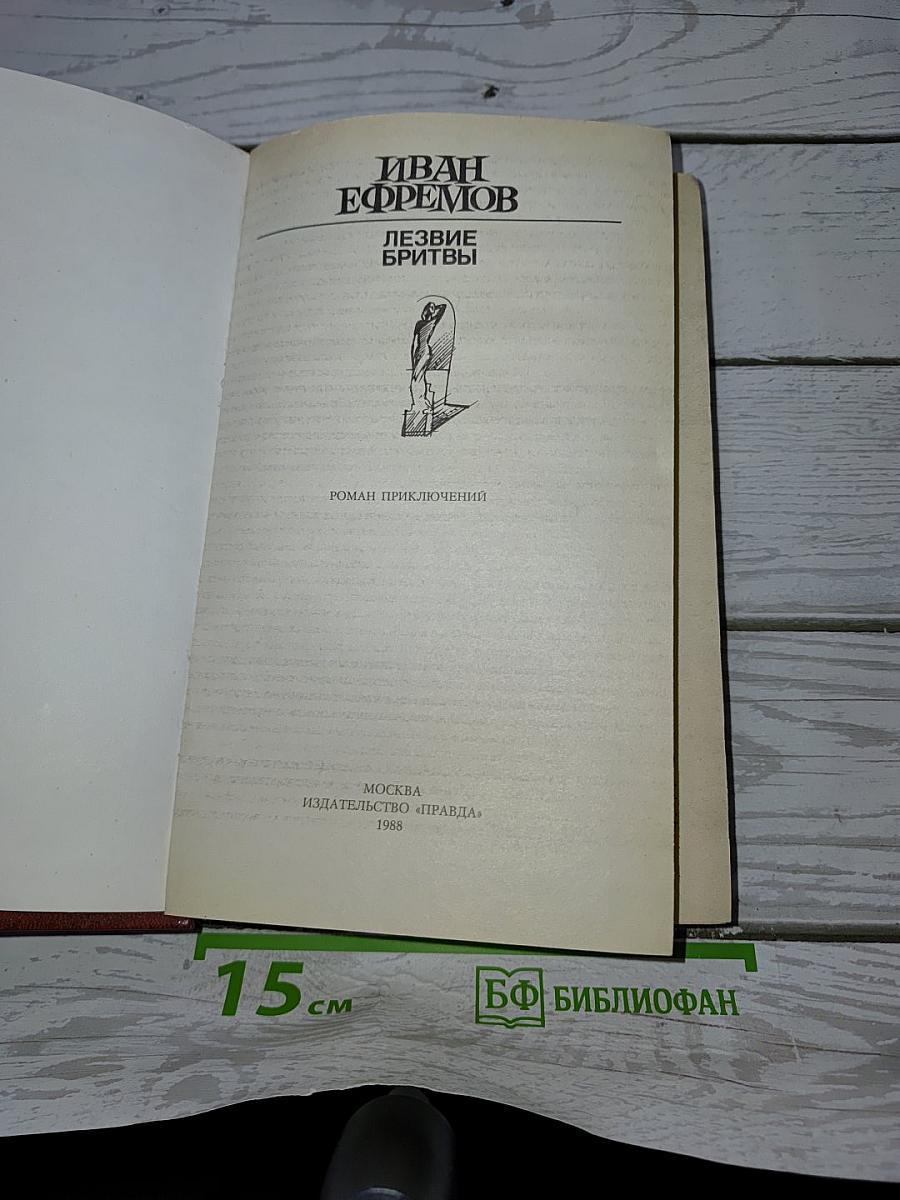 ИВАН
ЕФРЕМОВ
ЛЕЗВИЕ
БРИТВЫ
РОМАН ПРИКЛЮЧЕНИЙ
МОСКВА
ИЗДАТЕЛЬСТВО «ПРАВДА»
1988
15 см
БФ БИБЛИОФАН